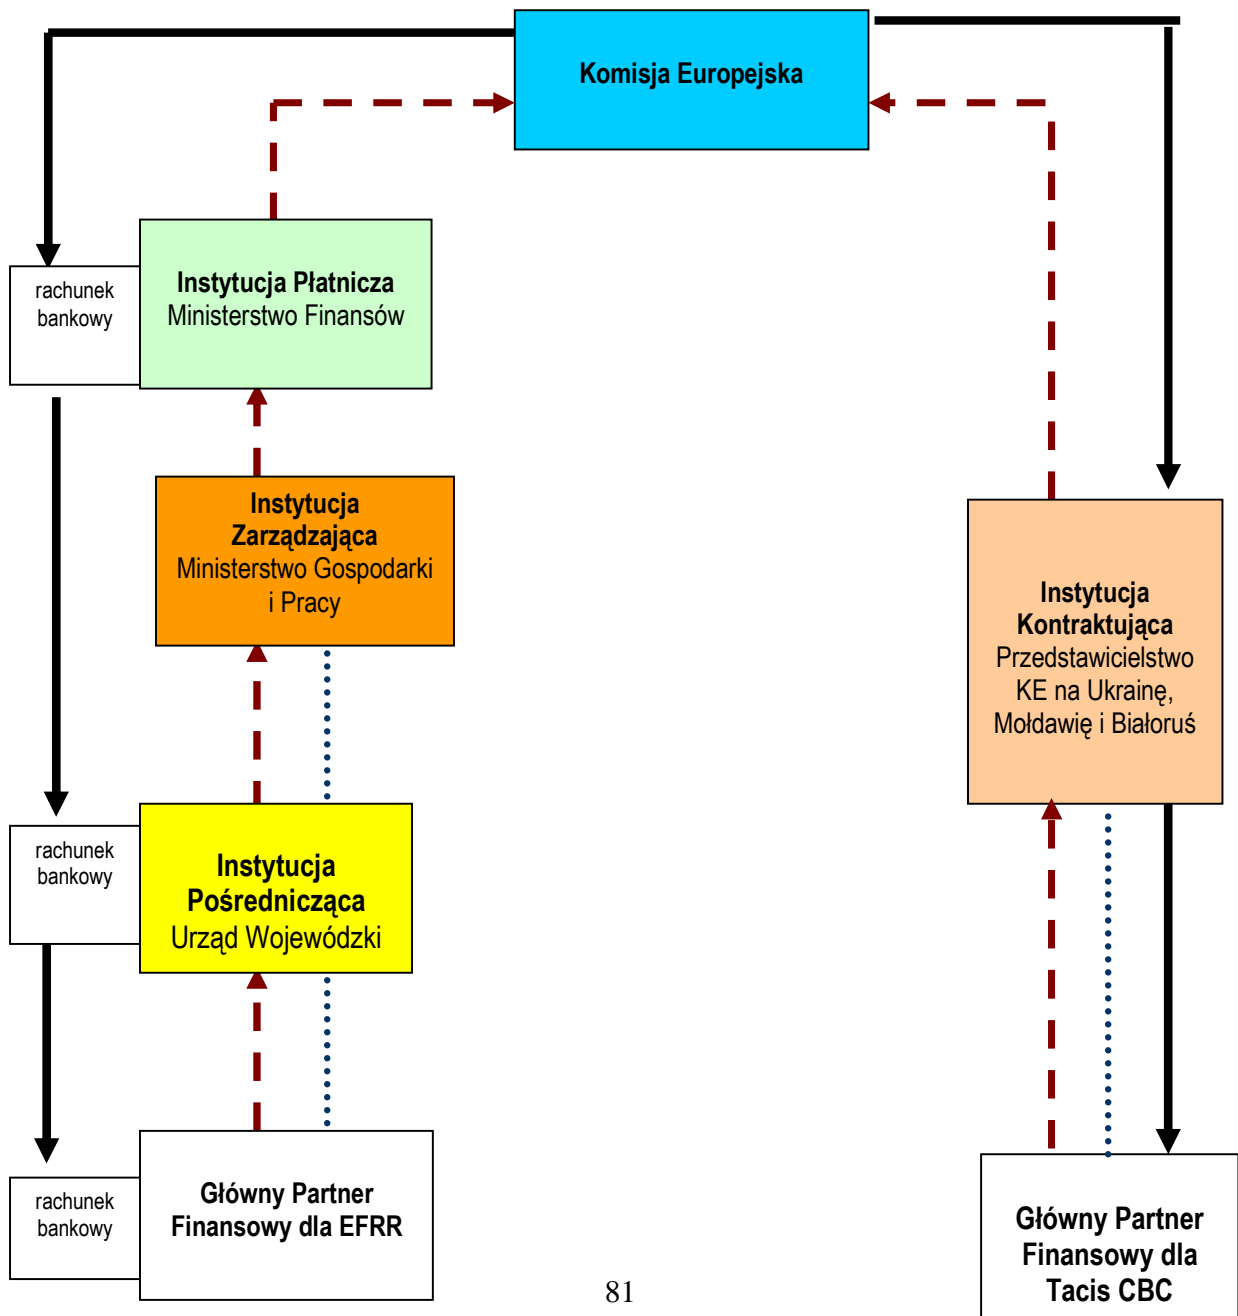 Komisja Europejska
rachunek
bankowy
Instytucja Płatnicza
Ministerstwo Finansów
Instytucja
Zarządzająca
Ministerstwo Gospodarki
i Pracy
Instytucja
Kontraktująca
Przedstawicielstwo
KE na Ukrainę,
Mołdawię i Białoruś
rachunek
bankowy
Instytucja
Pośrednicząca
Urząd Wojewódzki
rachunek
bankowy
Główny Partner
Finansowy dla EFRR
Główny Partner
Finansowy dla
Tacis CBC
81